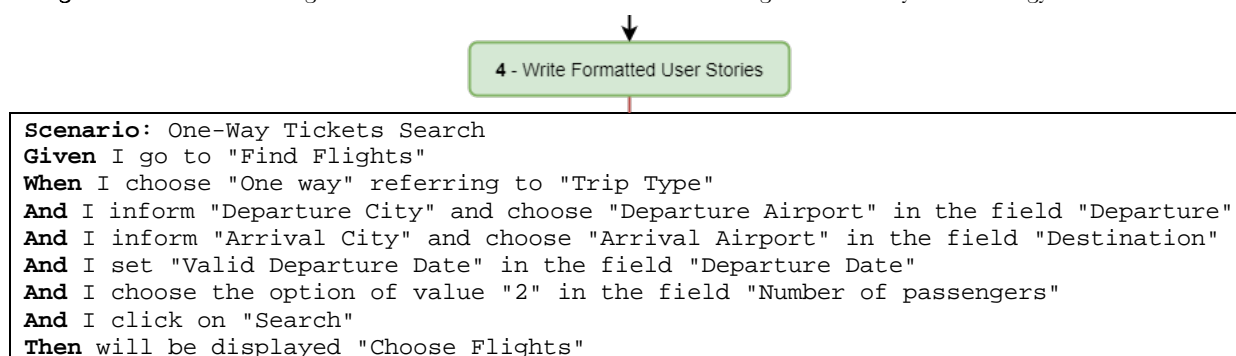 4 - Write Formatted User Stories
Scenario: One-Way Tickets Search
Given I go to "Find Flights"
When I choose "One way" referring to "Trip Type"
And I inform "Departure City" and choose "Departure Airport" in the field "Departure"
And I inform "Arrival City" and choose "Arrival Airport" in the field "Destination"
And I set "Valid Departure Date" in the field "Departure Date"
And I choose the option of value "2" in the field "Number of passengers"
And I click on "Search"
Then will be displayed "Choose Flights"